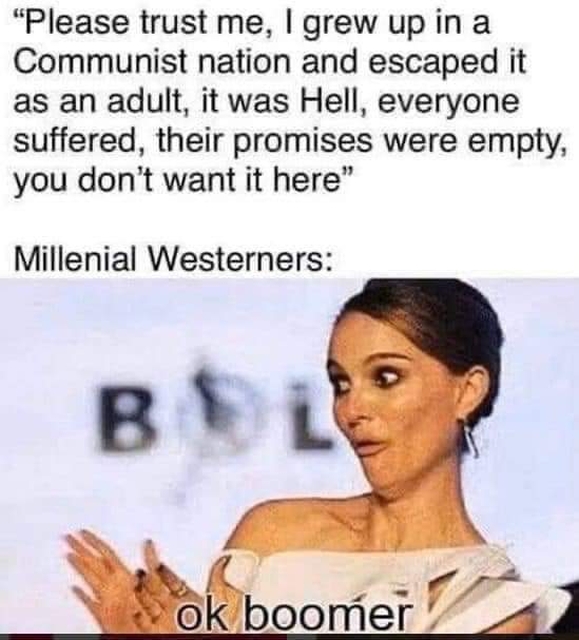 “Please trust me, I grew up in a
Communist nation and escaped it
as an adult, it was Hell, everyone
suffered, their promises were empty,
you don’t want it here”
Millenial Westerners:
B L
ok boomer